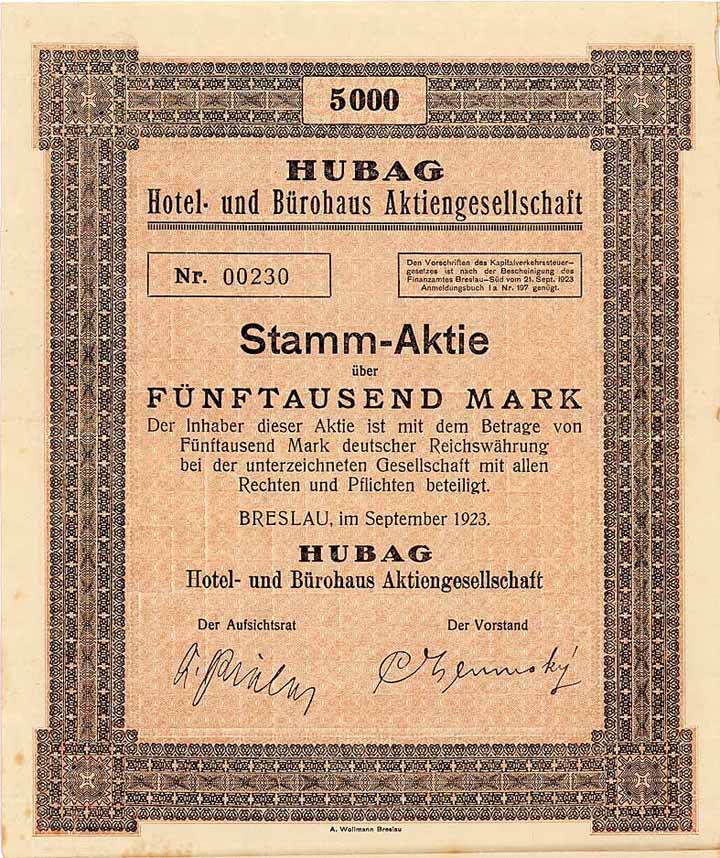 5000
HUBAG
Hotel- und Bürohaus Aktiengesellschaft
Nr. 00230
Den Vorschriften des Kapitalverkehrssteuer-
gesetzes ist nach der Bescheinigung des
Finanzamtes Breslau-Süd vom 21. Sept. 1923
Anmeldungsbuch I a Nr. 197 genügt.
Stamm-Aktie
über
FÜNFTAUSEND MARK
Der Inhaber dieser Aktie ist mit dem Betrage von
Fünftausend Mark deutscher Reichswährung
bei der unterzeichneten Gesellschaft mit allen
Rechten und Pflichten beteiligt.
BRESLAU, im September 1923.
HUBAG
Hotel- und Bürohaus Aktiengesellschaft
Der Aufsichtsrat
Der Vorstand
A. Wollmann Breslau